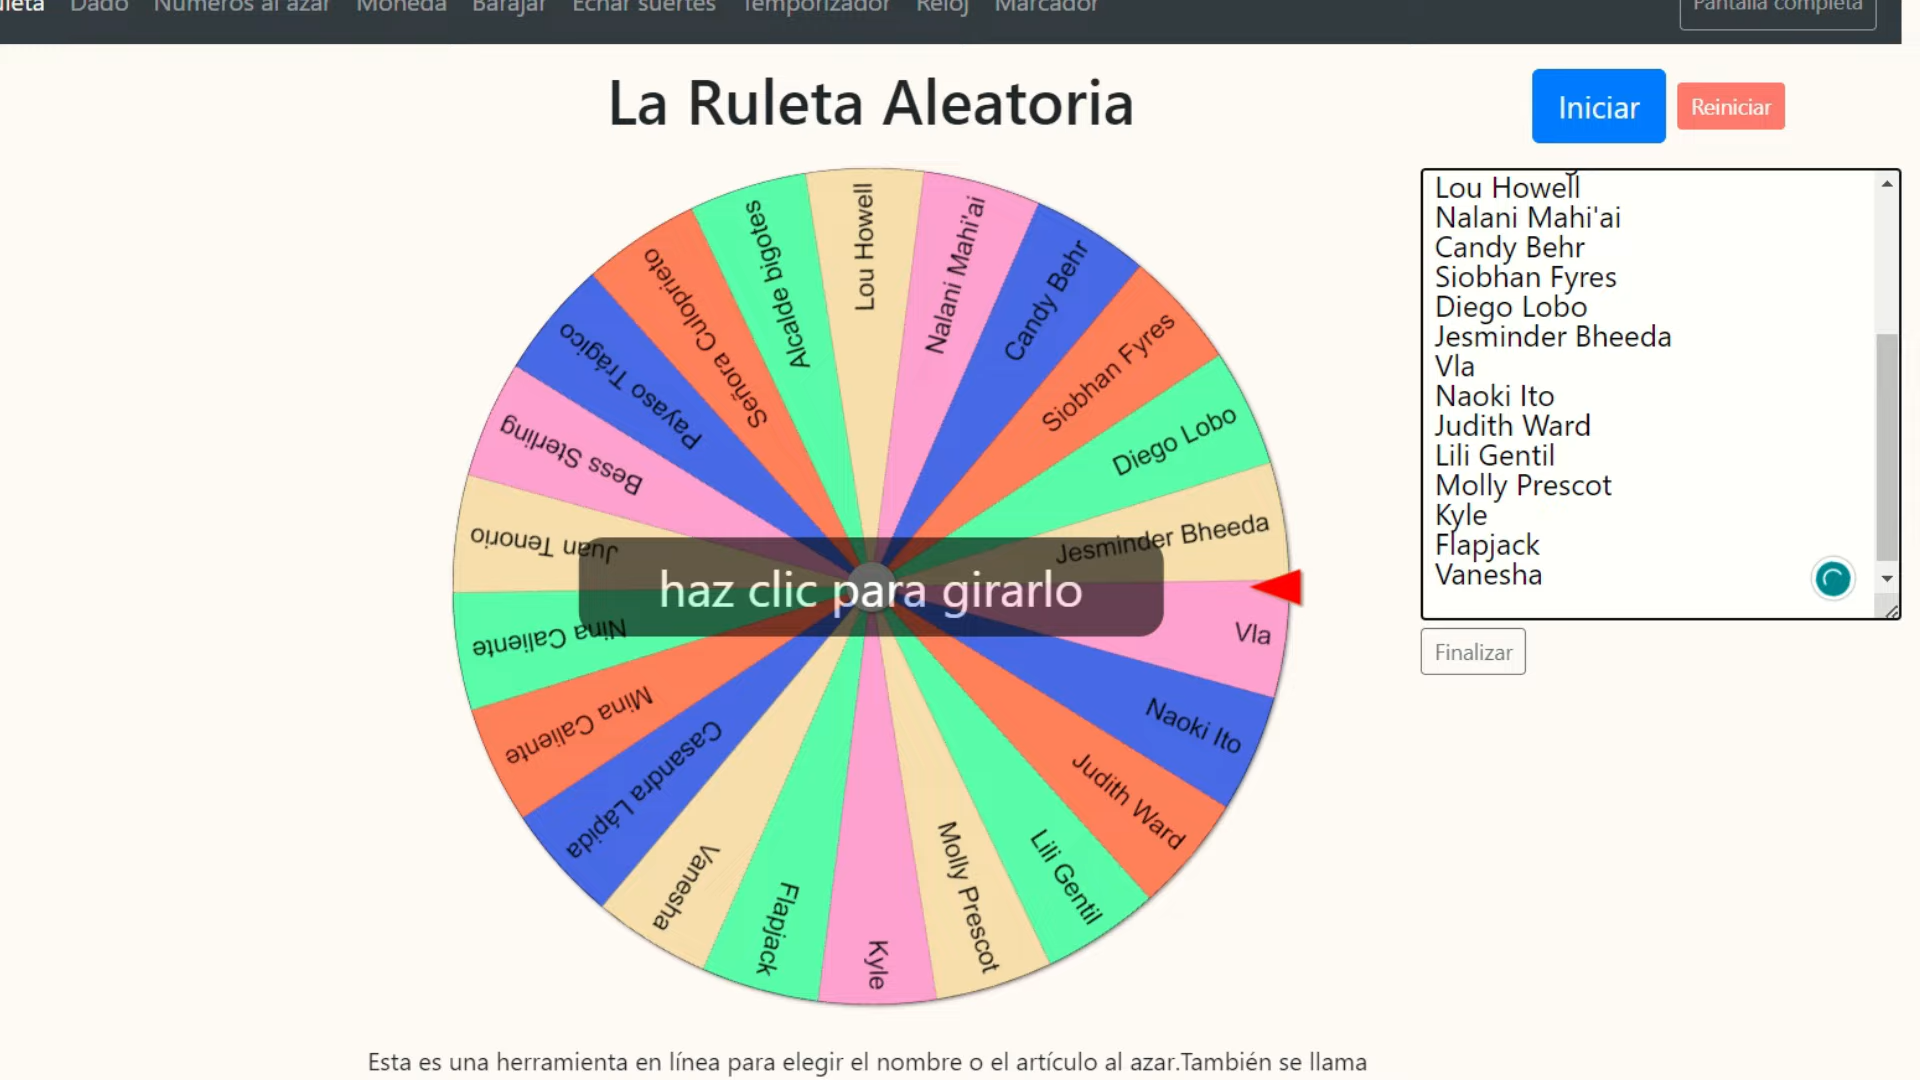 uleta Dado Números al azar Moneda Barajar Echar suertes Temporizador Reloj Marcador Pantalla completa
La Ruleta Aleatoria
Iniciar Reiniciar
Lou Howell
Nalani Mahi'ai
Candy Behr
Siobhan Fyres
Diego Lobo
Jesminder Bheeda
Vla
Naoki Ito
Judith Ward
Lili Gentil
Molly Prescot
Kyle
Flapjack
Vanesha
Casandra Lápida
Mina Caliente
Nina Caliente
Juan Tenorio
Bess Sterling
Payaso Trágico
Señora Culoprieto
Alcalde bigotes
haz clic para girarlo
Lou Howell
Nalani Mahi'ai
Candy Behr
Siobhan Fyres
Diego Lobo
Jesminder Bheeda
Vla
Naoki Ito
Judith Ward
Lili Gentil
Molly Prescot
Kyle
Flapjack
Vanesha
Finalizar
Esta es una herramienta en línea para elegir el nombre o el artículo al azar.También se llama